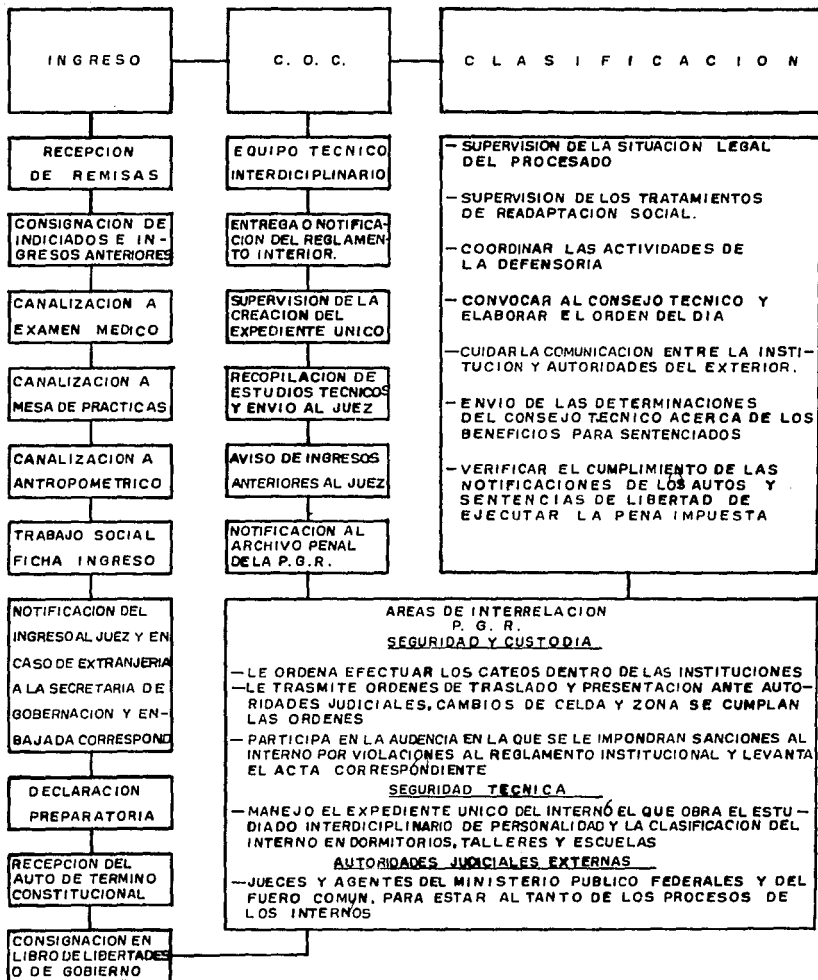 INGRESO
C. O. C.
CLASIFICACION
RECEPCION
DE REMISAS
CONSIGNACION DE
INDICIADOS E IN-
GRESOS ANTERIORES
CANALIZACION A
EXAMEN MEDICO
CANALIZACION A
MESA DE PRACTICAS
CANALIZACION A
ANTROPOMETRICO
TRABAJO SOCIAL
FICHA INGRESO
NOTIFICACION DEL
INGRESO AL JUEZ Y EN
CASO DE EXTRANJERIA
A LA SECRETARIA DE
GOBERNACION Y EN-
BAJADA CORRESPOND
DECLARACION
PREPARATORIA
RECEPCION DEL
AUTO DE TERMINO
CONSTITUCIONAL
CONSIGNACION EN
LIBRO DE LIBERTADES
O DE GOBIERNO
EQUIPO TECNICO
INTERDICIPLINARIO
ENTREGA O NOTIFICA-
CION DEL REGLAMEN-
TO INTERIOR.
SUPERVISION DE LA
CREACION DEL
EXPEDIENTE UNICO
RECOPILACION DE
ESTUDIOS TECNICOS
Y ENVIO AL JUEZ
AVISO DE INGRESOS
ANTERIORES AL JUEZ
NOTIFICACION AL
ARCHIVO PENAL
DE LA P.G.R.
— SUPERVISION DE LA SITUACION LEGAL
DEL PROCESADO
— SUPERVISION DE LOS TRATAMIENTOS
DE READAPTACION SOCIAL.
— COORDINAR LAS ACTIVIDADES DE
LA DEFENSORIA
— CONVOCAR AL CONSEJO TECNICO Y
ELABORAR EL ORDEN DEL DIA
— CUIDAR LA COMUNICACION ENTRE LA INSTI-
TUCION Y AUTORIDADES DEL EXTERIOR.
— ENVIO DE LAS DETERMINACIONES
DEL CONSEJO TECNICO ACERCA DE LOS
BENEFICIOS PARA SENTENCIADOS
— VERIFICAR EL CUMPLIMIENTO DE LAS
NOTIFICACIONES DE LOS AUTOS Y
SENTENCIAS DE LIBERTAD DE
EJECUTAR LA PENA IMPUESTA
AREAS DE INTERRELACION
P. G. R.
SEGURIDAD Y CUSTODIA
— LE ORDENA EFECTUAR LOS CATEOS DENTRO DE LAS INSTITUCIONES
— LE TRASMITE ORDENES DE TRASLADO Y PRESENTACION ANTE AUTO-
RIDADES JUDICIALES, CAMBIOS DE CELDA Y ZONA SE CUMPLAN
LAS ORDENES
— PARTICIPA EN LA AUDENCIA EN LA QUE SE LE IMPONDRAN SANCIONES AL
INTERNO POR VIOLACIONES AL REGLAMENTO INSTITUCIONAL Y LEVANTA
EL ACTA CORRESPÓNDIENTE
SEGURIDAD TECNICA
— MANEJO EL EXPEDIENTE UNICO DEL INTERNÓ EL QUE OBRA EL ESTU-
DIADO INTERDICIPLINARIO DE PERSONALIDAD Y LA CLASIFICACION DEL
INTERNO EN DORMITORIOS, TALLERES Y ESCUELAS
AUTORIDADES JUDICIALES EXTERNAS
— JUECES Y AGENTES DEL MINISTERIO PUBLICO FEDERALES Y DEL
FUERO COMUN, PARA ESTAR AL TANTO DE LOS PROCESOS DE
LOS INTERNOS